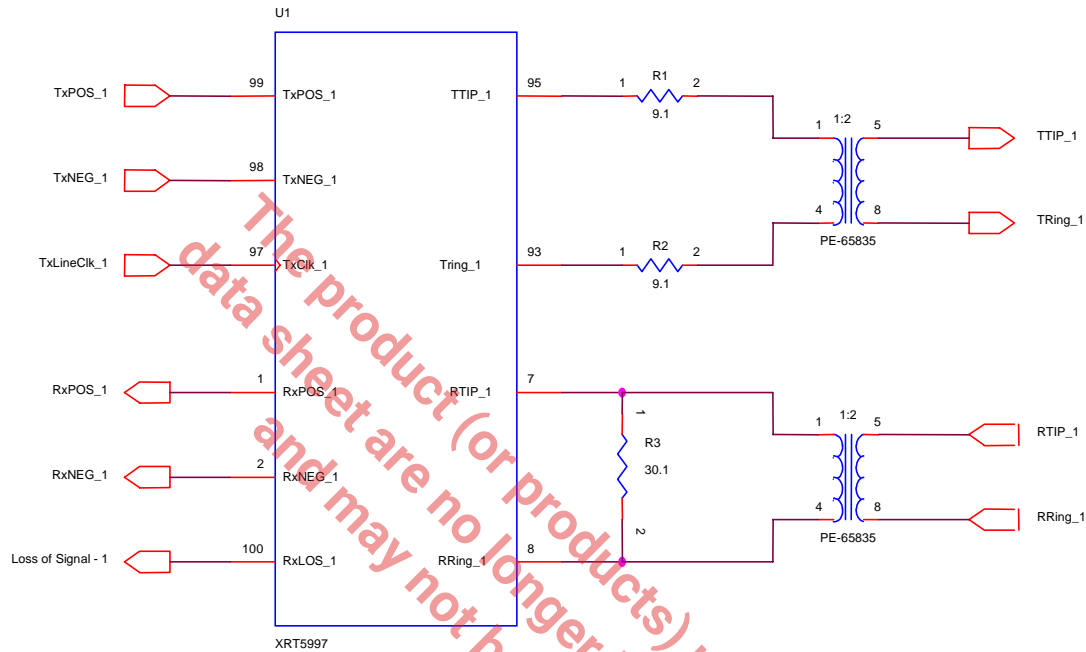 U1
TxPOS_1
99
TxPOS_1
TTIP_1
95
1
R1
2
9.1
1
1:2
5
TTIP_1
TxNEG_1
98
TxNEG_1
4
8
TRing_1
PE-65835
TxLineClk_1
97
TxClk_1
Tring_1
93
1
R2
2
9.1
RxPOS_1
1
RxPOS_1
RTIP_1
7
1
R3
30.1
2
1
1:2
5
RTIP_1
RxNEG_1
2
RxNEG_1
4
8
RRing_1
PE-65835
Loss of Signal - 1
100
RxLOS_1
RRing_1
8
XRT5997
The product (or products)
data sheet are no longer
and may not